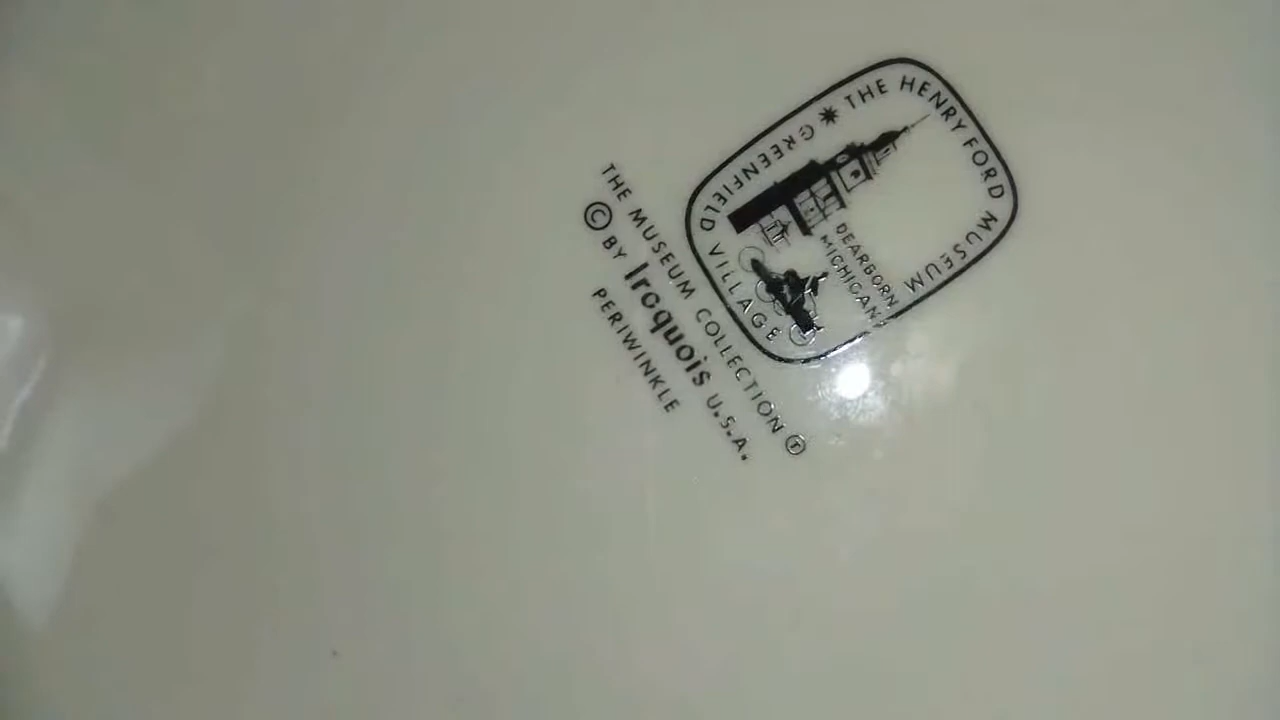 THE HENRY FORD MUSEUM
GREENFIELD VILLAGE
DEARBORN
MICHIGAN
THE MUSEUM COLLECTION Ⓣ
© BY Iroquois U.S.A.
PERIWINKLE